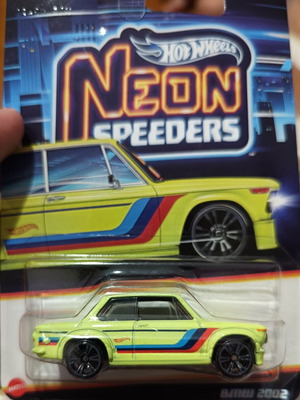 Hot Wheels
NEON
SPEEDERS
BMW 2002